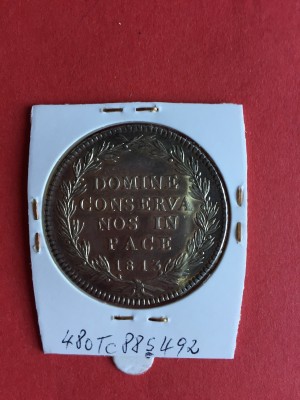 DOMINE
CONSERVA
NOS IN
PACE
1813
480Tc885492